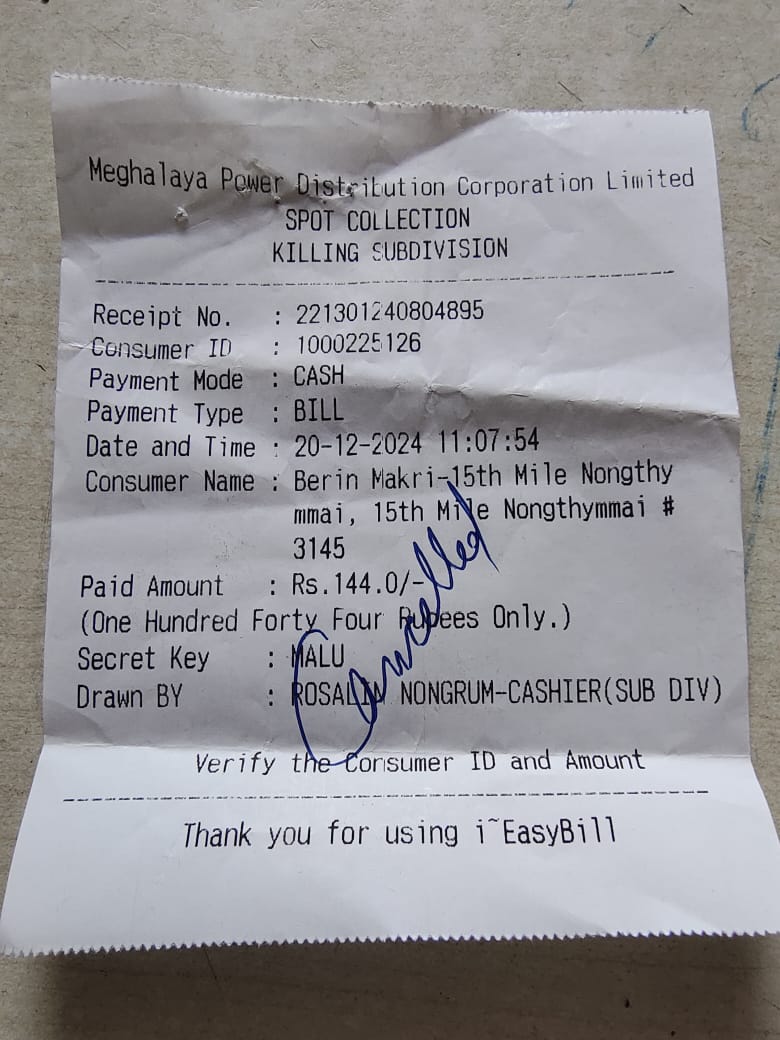 Meghalaya Power Distribution Corporation Limited
SPOT COLLECTION
KILLING SUBDIVISION
Receipt No. : 221301240804895
Consumer ID : 1000225126
Payment Mode : CASH
Payment Type : BILL
Date and Time : 20-12-2024 11:07:54
Consumer Name : Berin Makri-15th Mile Nongthy
mmai, 15th Mile Nongthymmai #
3145
Paid Amount : Rs.144.0/-
(One Hundred Forty Four Rupees Only.)
Secret Key : MALU
Drawn BY : ROSALIN NONGRUM-CASHIER(SUB DIV)
Cancelled
Verify the Consumer ID and Amount
Thank you for using i~EasyBill